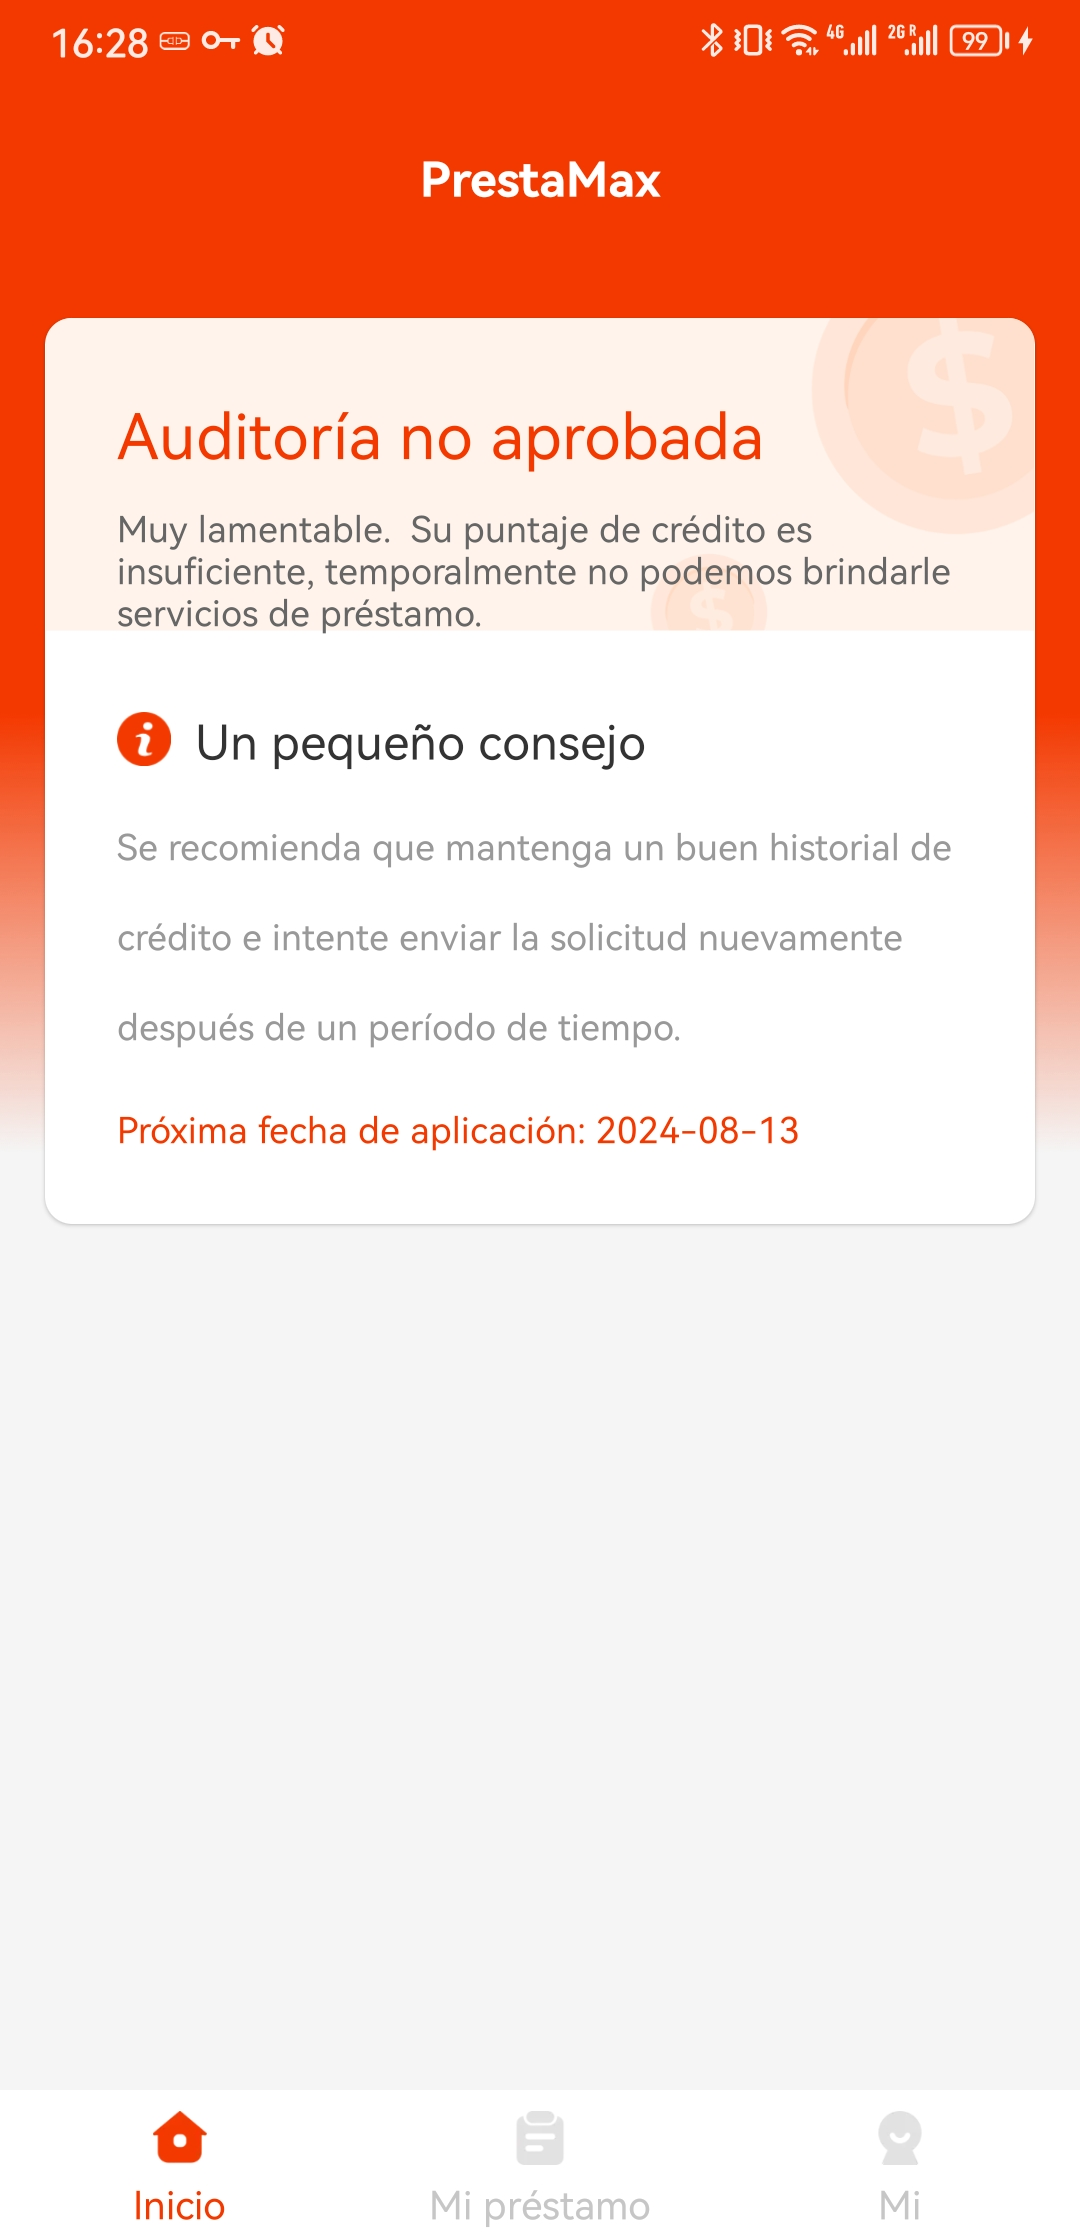 16:28
4G
2G R
99
PrestaMax
Auditoría no aprobada
Muy lamentable.  Su puntaje de crédito es
insuficiente, temporalmente no podemos brindarle
servicios de préstamo.
Un pequeño consejo
Se recomienda que mantenga un buen historial de
crédito e intente enviar la solicitud nuevamente
después de un período de tiempo.
Próxima fecha de aplicación: 2024-08-13
Inicio
Mi préstamo
Mi